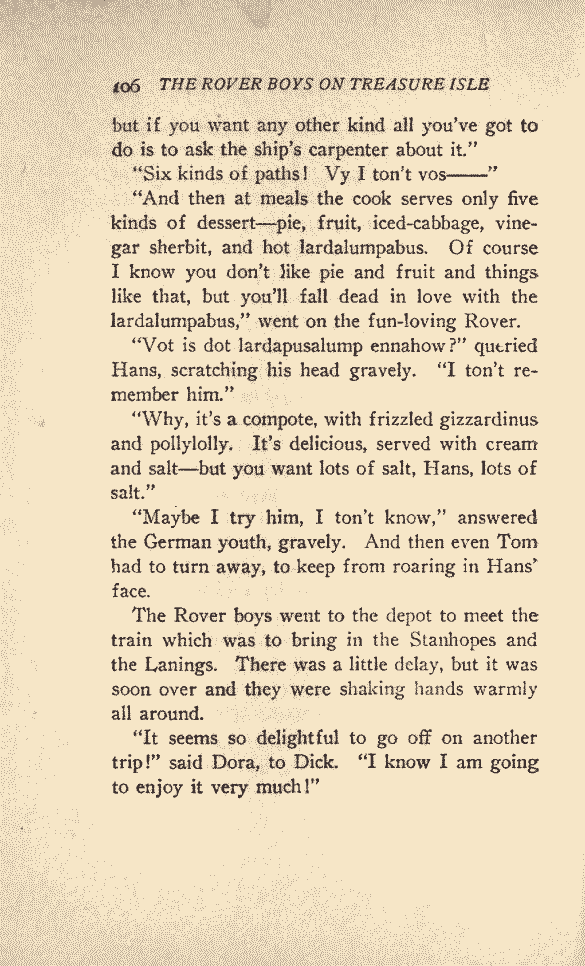 106 THE ROVER BOYS ON TREASURE ISLE
but if you want any other kind all you've got to
do is to ask the ship's carpenter about it."
"Six kinds of paths! Vy I ton't vos——"
"And then at meals the cook serves only five
kinds of dessert—pie, fruit, iced-cabbage, vine-
gar sherbit, and hot lardalumpabus. Of course
I know you don't like pie and fruit and things
like that, but you'll fall dead in love with the
lardalumpabus," went on the fun-loving Rover.
"Vot is dot lardapusalump ennahow?" queried
Hans, scratching his head gravely. "I ton't re-
member him."
"Why, it's a compote, with frizzled gizzardinus
and pollylolly. It's delicious, served with cream
and salt—but you want lots of salt, Hans, lots of
salt."
"Maybe I try him, I ton't know," answered
the German youth, gravely. And then even Tom
had to turn away, to keep from roaring in Hans'
face.
The Rover boys went to the depot to meet the
train which was to bring in the Stanhopes and
the Lanings. There was a little delay, but it was
soon over and they were shaking hands warmly
all around.
"It seems so delightful to go off on another
trip!" said Dora, to Dick. "I know I am going
to enjoy it very much!"